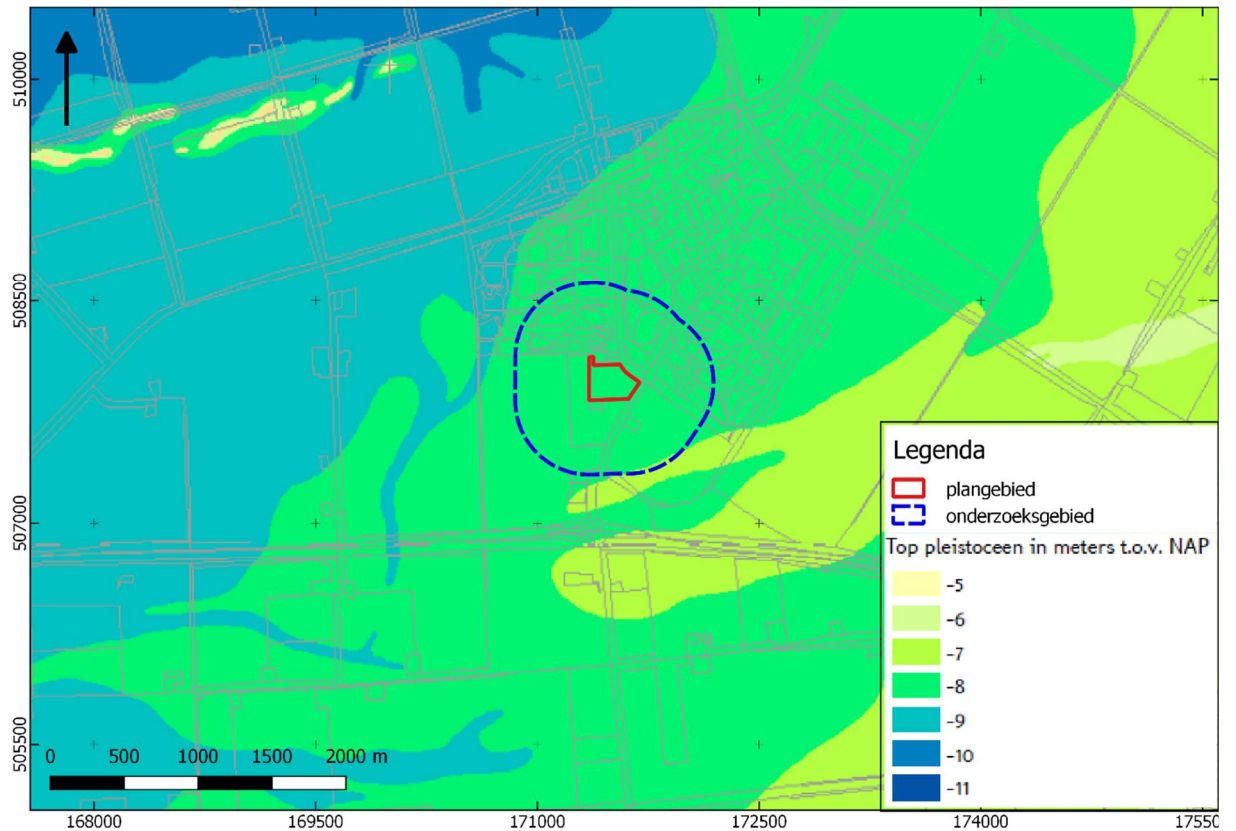 510000
508500
507000
505500
Legenda
plangebied
onderzoeksgebied
Top pleistoceen in meters t.o.v. NAP
-5
-6
-7
-8
-9
-10
-11
0 500 1000 1500 2000 m
168000 169500 171000 172500 174000 17550